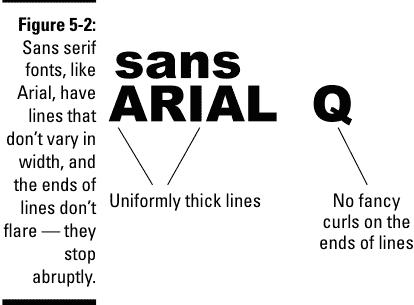 Figure 5-2:
Sans serif
fonts, like
Arial, have
lines that
don't vary in
width, and
the ends of
lines don't
flare — they
stop
abruptly.
sans
ARIAL Q
Uniformly thick lines
No fancy
curls on the
ends of lines